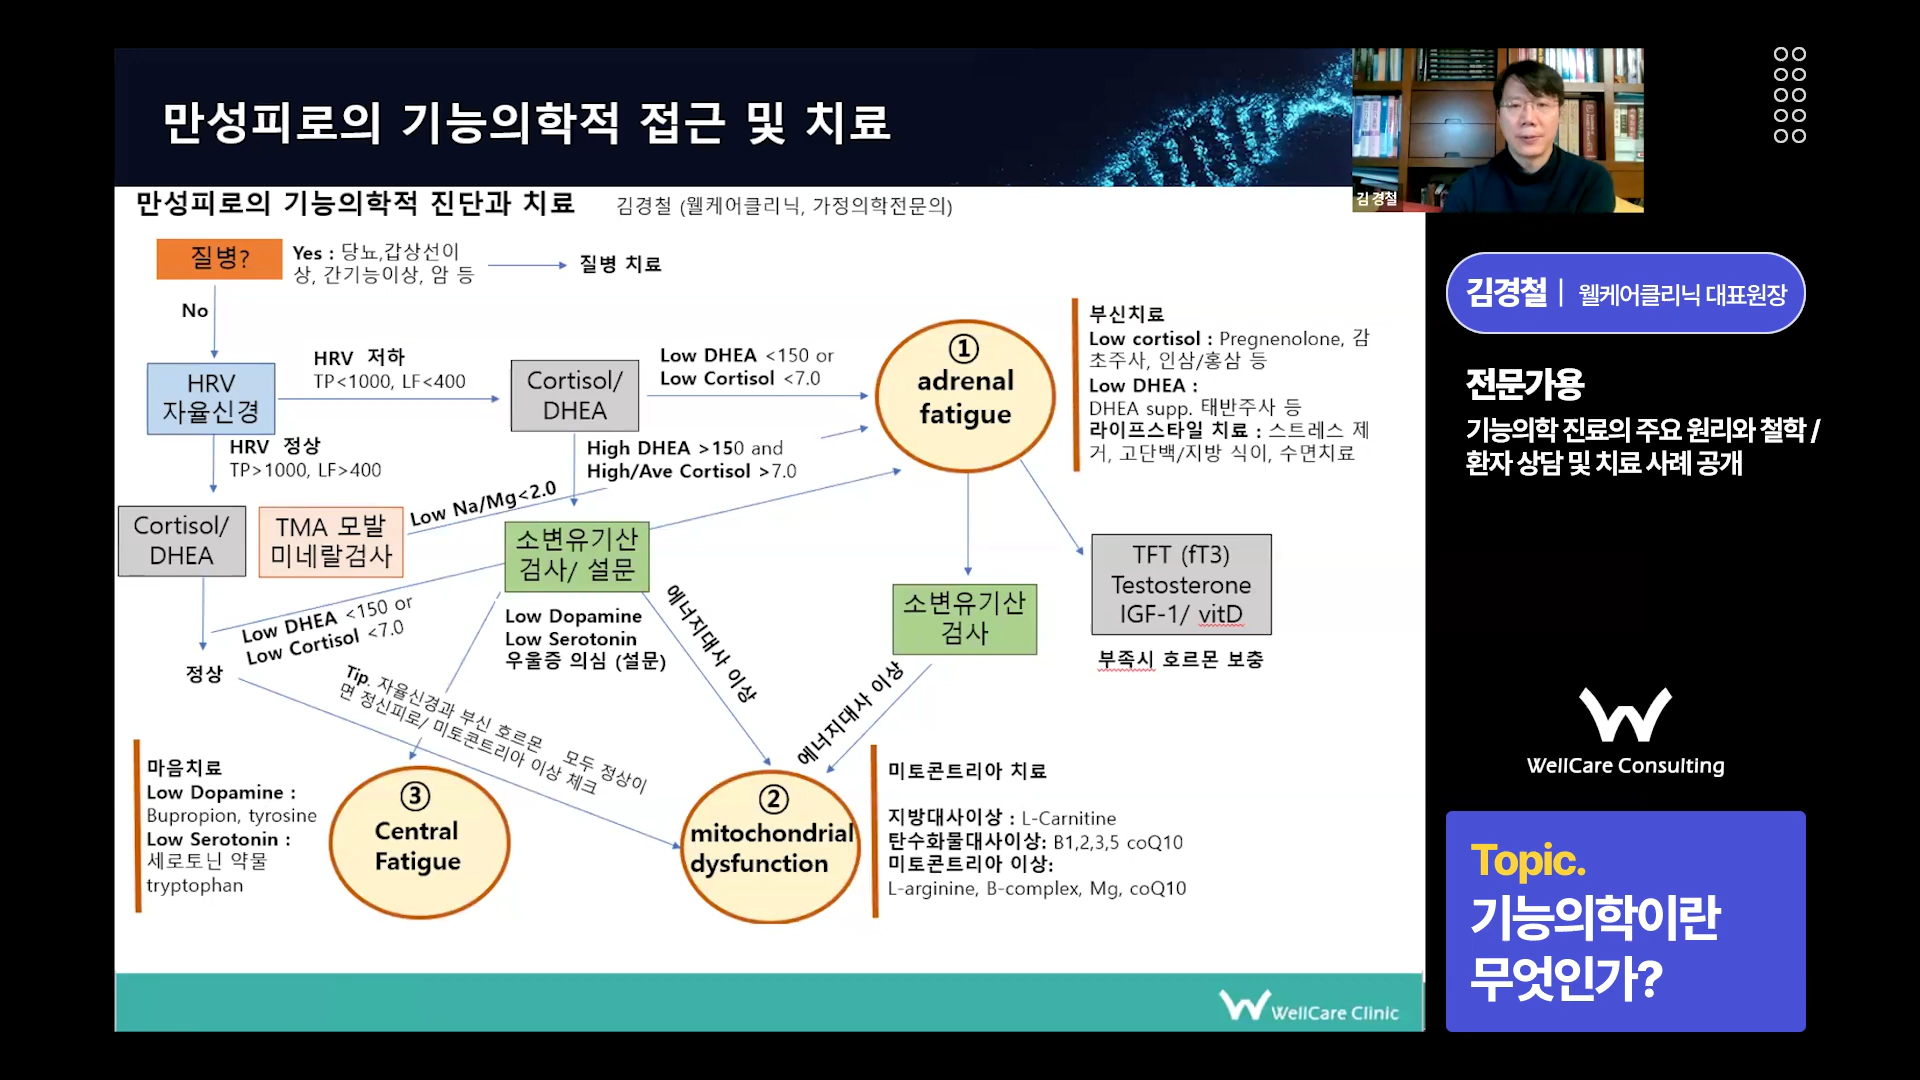 만성피로의 기능의학적 접근 및 치료
김 경철
만성피로의 기능의학적 진단과 치료
김경철 (웰케어클리닉, 가정의학전문의)
질병?
Yes : 당뇨,갑상선이
상, 간기능이상, 암 등
질병 치료
No
HRV
자율신경
HRV 저하
TP<1000, LF<400
Cortisol/
DHEA
Low DHEA <150 or
Low Cortisol <7.0
①
adrenal
fatigue
부신치료
Low cortisol : Pregnenolone, 감
초주사, 인삼/홍삼 등
Low DHEA :
DHEA supp. 태반주사 등
라이프스타일 치료 : 스트레스 제
거, 고단백/지방 식이, 수면치료
HRV 정상
TP>1000, LF>400
High DHEA >150 and
High/Ave Cortisol >7.0
Cortisol/
DHEA
TMA 모발
미네랄검사
Low Na/Mg<2.0
소변유기산
검사/ 설문
Low Dopamine
Low Serotonin
우울증 의심 (설문)
에너지대사 이상
소변유기산
검사
에너지대사 이상
TFT (fT3)
Testosterone
IGF-1/ vitD
부족시 호르몬 보충
Low DHEA <150 or
Low Cortisol <7.0
정상
Tip. 자율신경과 부신 호르몬 모두 정상이
면 정신피로/ 미토콘트리아 이상 체크
마음치료
Low Dopamine :
Bupropion, tyrosine
Low Serotonin :
세로토닌 약물
tryptophan
③
Central
Fatigue
②
mitochondrial
dysfunction
미토콘트리아 치료
지방대사이상 : L-Carnitine
탄수화물대사이상: B1,2,3,5 coQ10
미토콘트리아 이상:
L-arginine, B-complex, Mg, coQ10
WellCare Clinic
김경철 | 웰케어클리닉 대표원장
전문가용
기능의학 진료의 주요 원리와 철학 /
환자 상담 및 치료 사례 공개
WellCare Consulting
Topic.
기능의학이란
무엇인가?